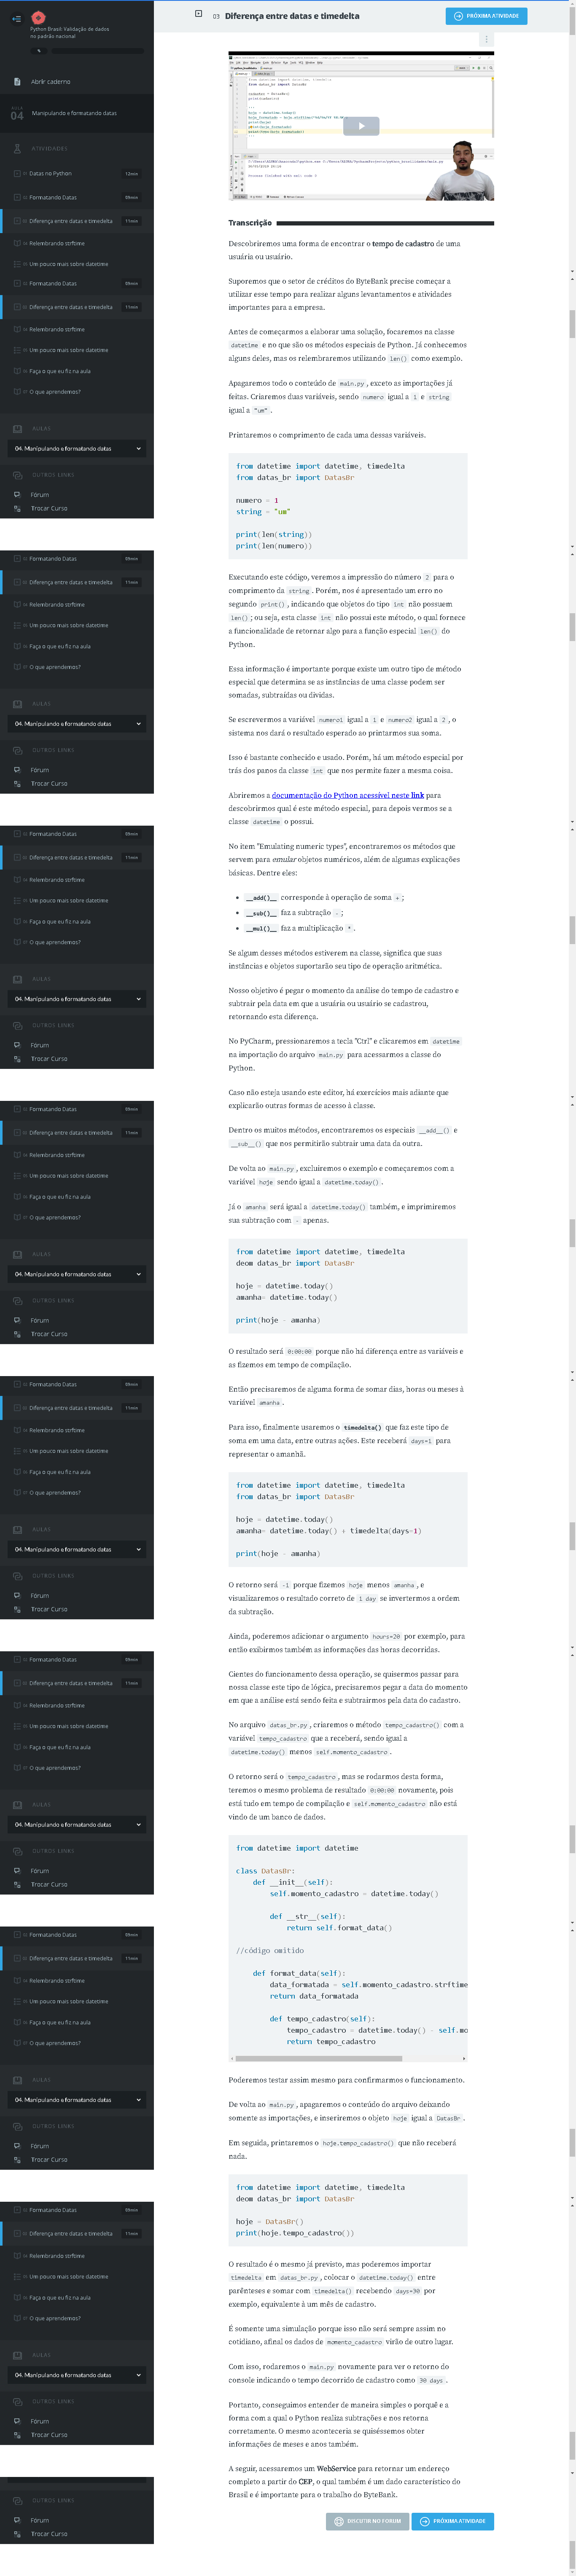 Python Brasil: Validação de dados
no padrão nacional
Abrir caderno
AULA
04
Manipulando e formatando datas
ATIVIDADES
01 Datas no Python 12min
02 Formatando Datas 08min
03 Diferença entre datas e timedelta 11min
04 Relembrando strftime
05 Um pouco mais sobre datetime
02 Formatando Datas 08min
03 Diferença entre datas e timedelta 11min
04 Relembrando strftime
05 Um pouco mais sobre datetime
06 Faça o que eu fiz na aula
07 O que aprendemos?
AULAS
04. Manipulando e formatando datas
OUTROS LINKS
Fórum
Trocar Curso
03 Diferença entre datas e timedelta
PRÓXIMA ATIVIDADE
Transcrição
Descobriremos uma forma de encontrar o tempo de cadastro de uma
usuária ou usuário.
Suporemos que o setor de créditos do ByteBank precise começar a
utilizar esse tempo para realizar alguns levantamentos e atividades
importantes para a empresa.
Antes de começarmos a elaborar uma solução, focaremos na classe
datetime e no que são os métodos especiais de Python. Já conhecemos
alguns deles, mas os relembraremos utilizando len() como exemplo.
Apagaremos todo o conteúdo de main.py, exceto as importações já
feitas. Criaremos duas variáveis, sendo numero igual a 1 e string
igual a "um".
Printaremos o comprimento de cada uma dessas variáveis.
from datetime import datetime, timedelta
from datas_br import DatasBr
numero = 1
string = "um"
print(len(string))
print(len(numero))
Executando este código, veremos a impressão do número 2 para o
comprimento da string. Porém, nos é apresentado um erro no
segundo print(), indicando que objetos do tipo int não possuem
len(); ou seja, esta classe int não possui este método, o qual fornece
a funcionalidade de retornar algo para a função especial len() do
Python.
Essa informação é importante porque existe um outro tipo de método
especial que determina se as instâncias de uma classe podem ser
somadas, subtraídas ou dividas.
Se escrevermos a variável numero1 igual a 1 e numero2 igual a 2, o
sistema nos dará o resultado esperado ao printarmos sua soma.
Isso é bastante conhecido e usado. Porém, há um método especial por
trás dos panos da classe int que nos permite fazer a mesma coisa.
Abriremos a documentação do Python acessível neste link para
descobrirmos qual é este método especial, para depois vermos se a
classe datetime o possui.
No item "Emulating numeric types", encontraremos os métodos que
servem para emular objetos numéricos, além de algumas explicações
básicas. Dentre eles:
• __add()__ corresponde à operação de soma +;
• __sub()__ faz a subtração -;
• __mul()__ faz a multiplicação *.
Se algum desses métodos estiverem na classe, significa que suas
instâncias e objetos suportarão seu tipo de operação aritmética.
Nosso objetivo é pegar o momento da análise do tempo de cadastro e
subtrair pela data em que a usuária ou usuário se cadastrou,
retornando esta diferença.
No PyCharm, pressionaremos a tecla "Ctrl" e clicaremos em datetime
na importação do arquivo main.py para acessarmos a classe do
Python.
Caso não esteja usando este editor, há exercícios mais adiante que
explicarão outras formas de acesso à classe.
Dentro os muitos métodos, encontraremos os especiais __add__() e
__sub__() que nos permitirão subtrair uma data da outra.
De volta ao main.py, excluiremos o exemplo e começaremos com a
variável hoje sendo igual a datetime.today().
Já o amanha será igual a datetime.today() também, e imprimiremos
sua subtração com - apenas.
from datetime import datetime, timedelta
deom datas_br import DatasBr
hoje = datetime.today()
amanha= datetime.today()
print(hoje - amanha)
O resultado será 0:00:00 porque não há diferença entre as variáveis e
as fizemos em tempo de compilação.
Então precisaremos de alguma forma de somar dias, horas ou meses à
variável amanha.
Para isso, finalmente usaremos o timedelta() que faz este tipo de
soma em uma data, entre outras ações. Este receberá days=1 para
representar o amanhã.
from datetime import datetime, timedelta
from datas_br import DatasBr
hoje = datetime.today()
amanha= datetime.today() + timedelta(days=1)
print(hoje - amanha)
O retorno será -1 porque fizemos hoje menos amanha, e
visualizaremos o resultado correto de 1 day se invertermos a ordem
da subtração.
Ainda, poderemos adicionar o argumento hours=20 por exemplo, para
então exibirmos também as informações das horas decorridas.
Cientes do funcionamento dessa operação, se quisermos passar para
nossa classe este tipo de lógica, precisaremos pegar a data do momento
em que a análise está sendo feita e subtrairmos pela data do cadastro.
No arquivo datas_br.py, criaremos o método tempo_cadastro() com a
variável tempo_cadastro que a receberá, sendo igual a
datetime.today() menos self.momento_cadastro.
O retorno será o tempo_cadastro, mas se rodarmos desta forma,
teremos o mesmo problema de resultado 0:00:00 novamente, pois
está tudo em tempo de compilação e self.momento_cadastro não está
vindo de um banco de dados.
from datetime import datetime
class DatasBr:
def __init__(self):
self.momento_cadastro = datetime.today()
def __str__(self):
return self.format_data()
//código omitido
def format_data(self):
data_formatada = self.momento_cadastro.strftime
return data_formatada
def tempo_cadastro(self):
tempo_cadastro = datetime.today() - self.mo
return tempo_cadastro
Poderemos testar assim mesmo para confirmarmos o funcionamento.
De volta ao main.py, apagaremos o conteúdo do arquivo deixando
somente as importações, e inseriremos o objeto hoje igual a DatasBr.
Em seguida, printaremos o hoje.tempo_cadastro() que não receberá
nada.
from datetime import datetime, timedelta
deom datas_br import DatasBr
hoje = DatasBr()
print(hoje.tempo_cadastro())
O resultado é o mesmo já previsto, mas poderemos importar
timedelta em datas_br.py, colocar o datetime.today() entre
parênteses e somar com timedelta() recebendo days=30 por
exemplo, equivalente à um mês de cadastro.
É somente uma simulação porque isso não será sempre assim no
cotidiano, afinal os dados de momento_cadastro virão de outro lugar.
Com isso, rodaremos o main.py novamente para ver o retorno do
console indicando o tempo decorrido de cadastro como 30 days.
Portanto, conseguimos entender de maneira simples o porquê e a
forma com a qual o Python realiza subtrações e nos retorna
corretamente. O mesmo aconteceria se quiséssemos obter
informações de meses e anos também.
A seguir, acessaremos um WebService para retornar um endereço
completo a partir do CEP, o qual também é um dado característico do
Brasil e é importante para o trabalho do ByteBank.
DISCUTIR NO FORUM
PRÓXIMA ATIVIDADE